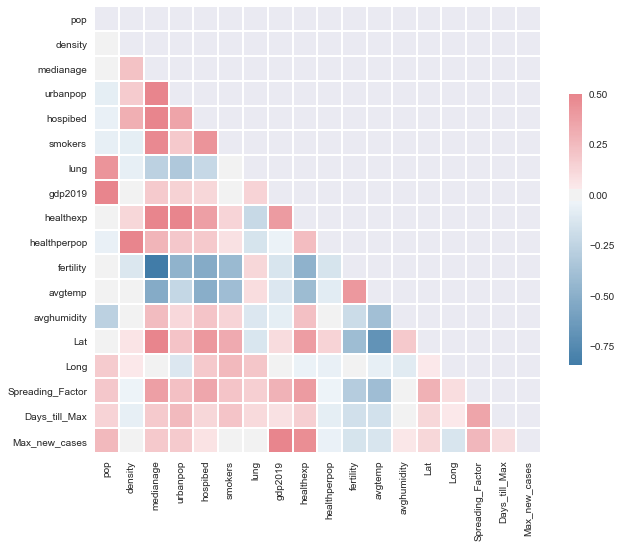 pop
density
medianage
urbanpop
hospibed
smokers
lung
gdp2019
healthexp
healthperpop
fertility
avgtemp
avghumidity
Lat
Long
Spreading_Factor
Days_till_Max
Max_new_cases
pop
density
medianage
urbanpop
hospibed
smokers
lung
gdp2019
healthexp
healthperpop
fertility
avgtemp
avghumidity
Lat
Long
Spreading_Factor
Days_till_Max
Max_new_cases
0.50
0.25
0.00
−0.25
−0.50
−0.75